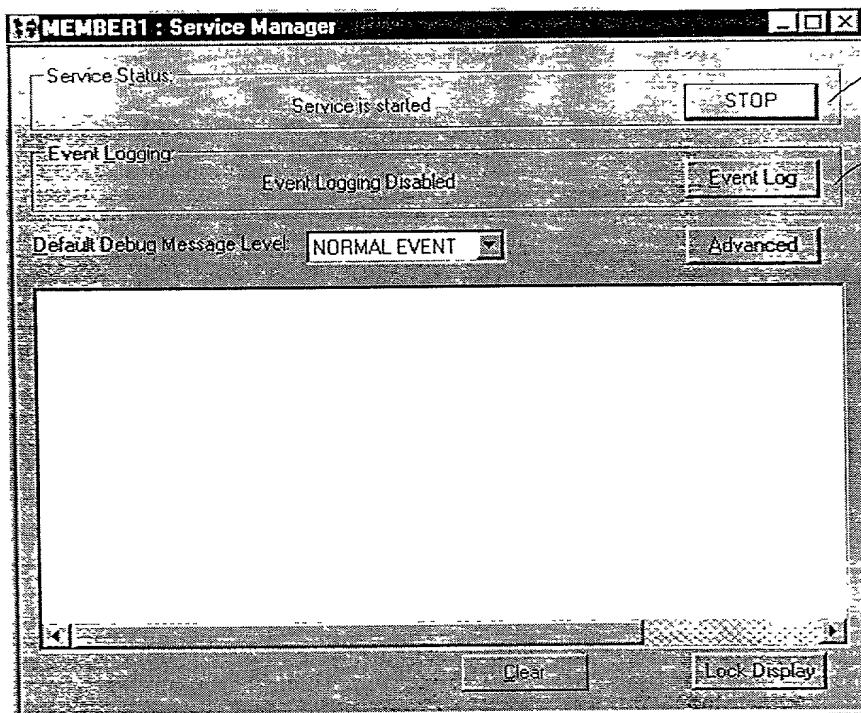 MEMBER1 : Service Manager
Service Status:
Service is started
STOP
Event Logging:
Event Logging Disabled
Event Log
Default Debug Message Level:
NORMAL EVENT
Advanced
Clear
Lock Display